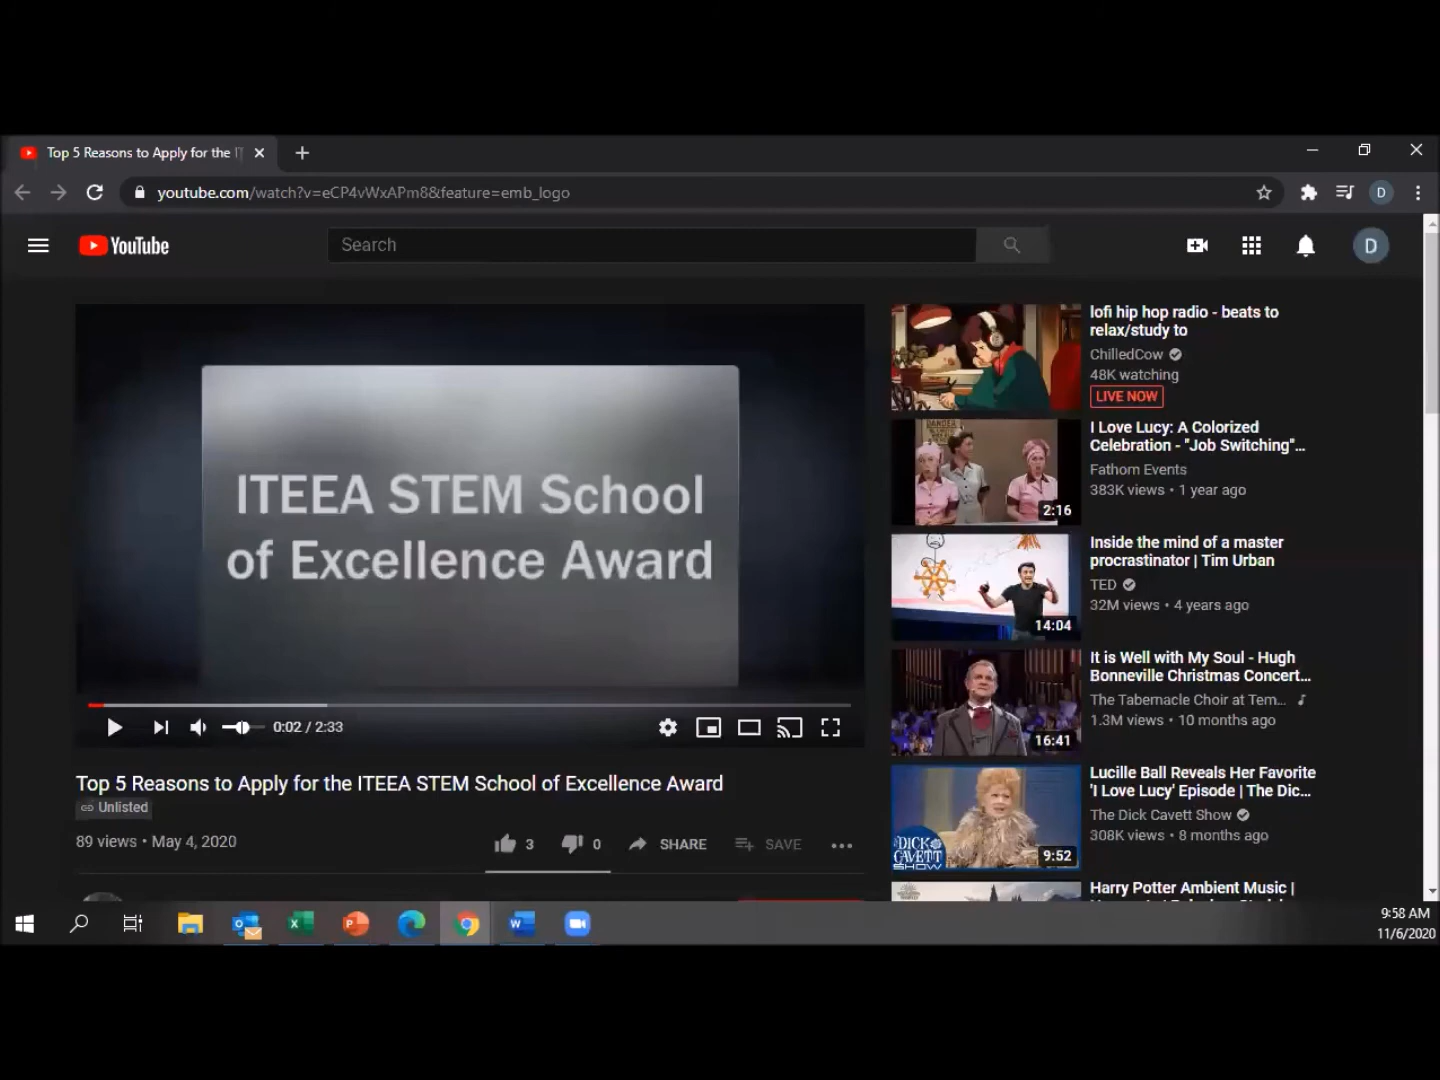 Top 5 Reasons to Apply for the
youtube.com/watch?v=eCP4vWxAPm8&feature=emb_logo
D
YouTube
Search
D
ITEEA STEM School
of Excellence Award
0:02 / 2:33
Top 5 Reasons to Apply for the ITEEA STEM School of Excellence Award
Unlisted
89 views • May 4, 2020
3
0
SHARE
SAVE
lofi hip hop radio - beats to
relax/study to
ChilledCow
48K watching
LIVE NOW
DANGER
2:16
I Love Lucy: A Colorized
Celebration - "Job Switching"...
Fathom Events
383K views • 1 year ago
14:04
Inside the mind of a master
procrastinator | Tim Urban
TED
32M views • 4 years ago
16:41
It is Well with My Soul - Hugh
Bonneville Christmas Concert...
The Tabernacle Choir at Tem...
1.3M views • 10 months ago
DICK
CAVETT
SHOW
9:52
Lucille Ball Reveals Her Favorite
'I Love Lucy' Episode | The Dic...
The Dick Cavett Show
308K views • 8 months ago
Harry Potter Ambient Music |
9:58 AM
11/6/2020